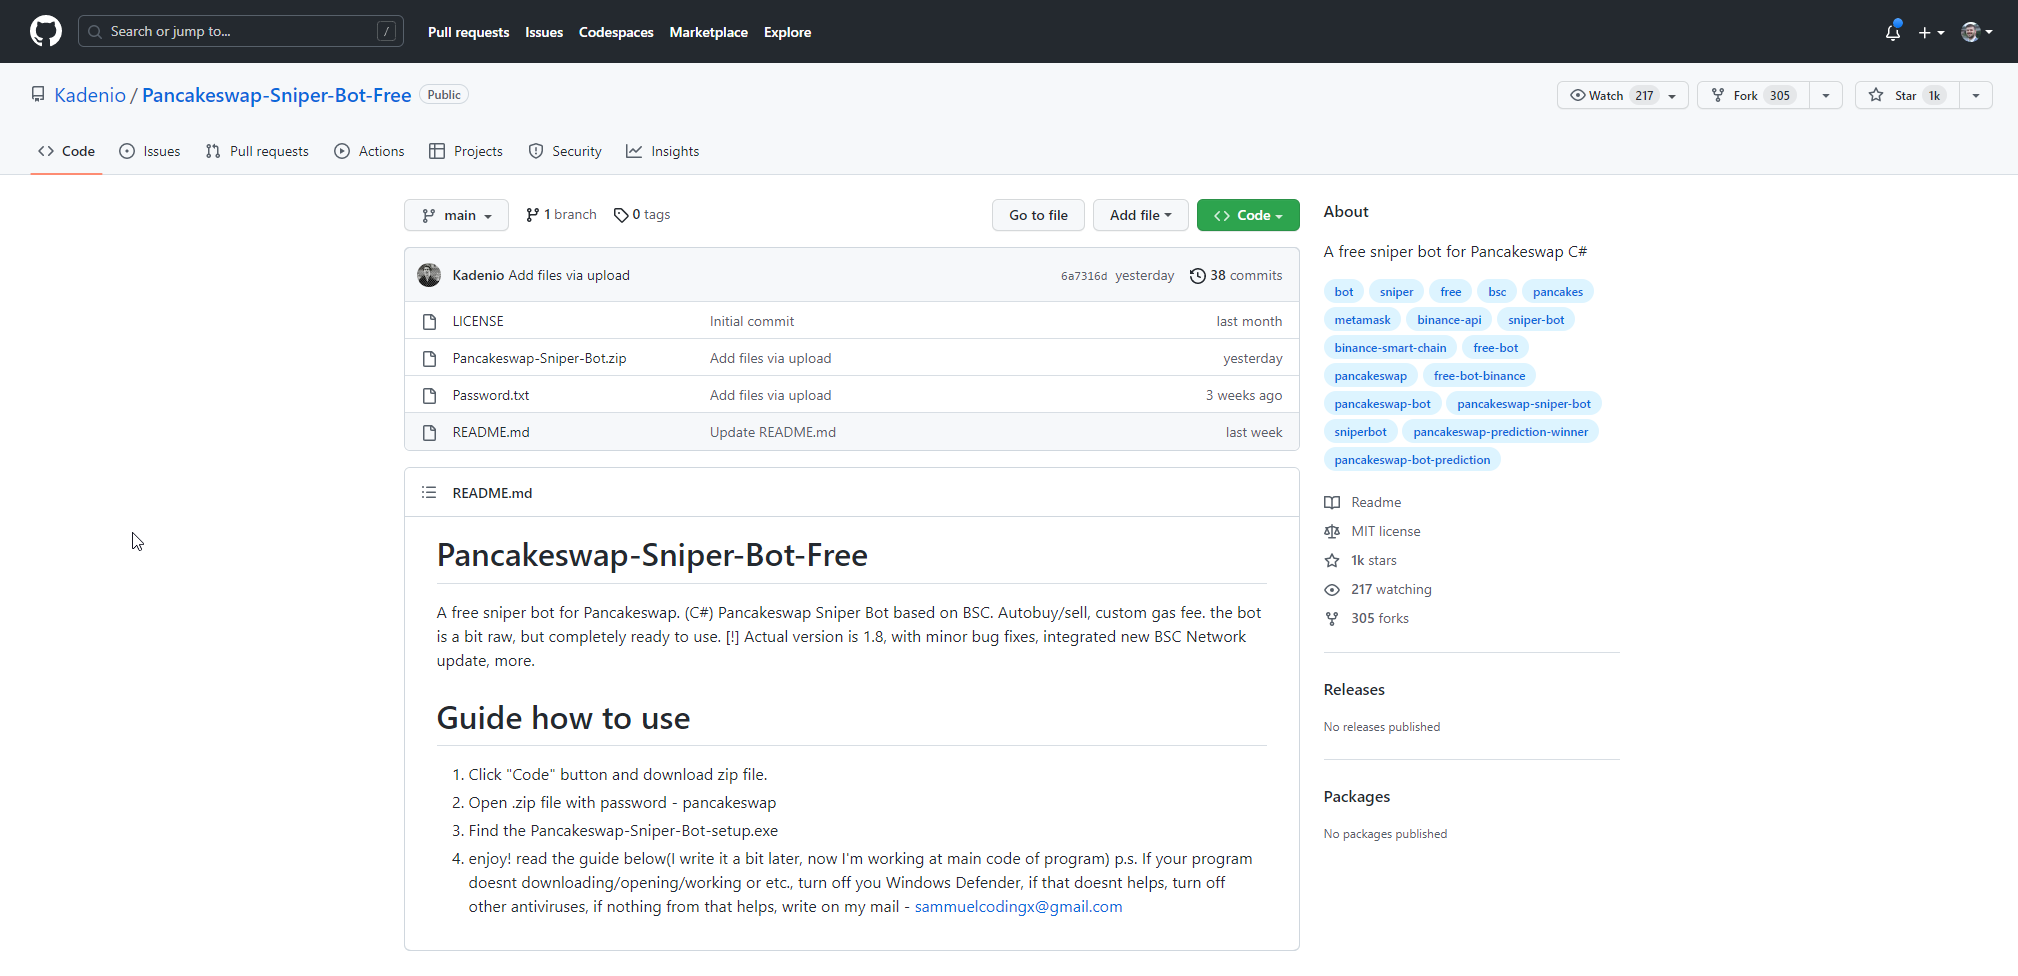 Search or jump to... /
Pull requests Issues Codespaces Marketplace Explore
Kadenio / Pancakeswap-Sniper-Bot-Free Public
Watch 217 Fork 305 Star 1k
Code Issues Pull requests Actions Projects Security Insights
main 1 branch 0 tags Go to file Add file Code
Kadenio Add files via upload 6a7316d yesterday 38 commits
LICENSE Initial commit last month
Pancakeswap-Sniper-Bot.zip Add files via upload yesterday
Password.txt Add files via upload 3 weeks ago
README.md Update README.md last week
README.md
Pancakeswap-Sniper-Bot-Free
A free sniper bot for Pancakeswap. (C#) Pancakeswap Sniper Bot based on BSC. Autobuy/sell, custom gas fee. the bot
is a bit raw, but completely ready to use. [!] Actual version is 1.8, with minor bug fixes, integrated new BSC Network
update, more.
Guide how to use
1. Click "Code" button and download zip file.
2. Open .zip file with password - pancakeswap
3. Find the Pancakeswap-Sniper-Bot-setup.exe
4. enjoy! read the guide below(I write it a bit later, now I'm working at main code of program) p.s. If your program
doesnt downloading/opening/working or etc., turn off you Windows Defender, if that doesnt helps, turn off
other antiviruses, if nothing from that helps, write on my mail - sammuelcodingx@gmail.com
About
A free sniper bot for Pancakeswap C#
bot sniper free bsc pancakes
metamask binance-api sniper-bot
binance-smart-chain free-bot
pancakeswap free-bot-binance
pancakeswap-bot pancakeswap-sniper-bot
sniperbot pancakeswap-prediction-winner
pancakeswap-bot-prediction
Readme
MIT license
1k stars
217 watching
305 forks
Releases
No releases published
Packages
No packages published